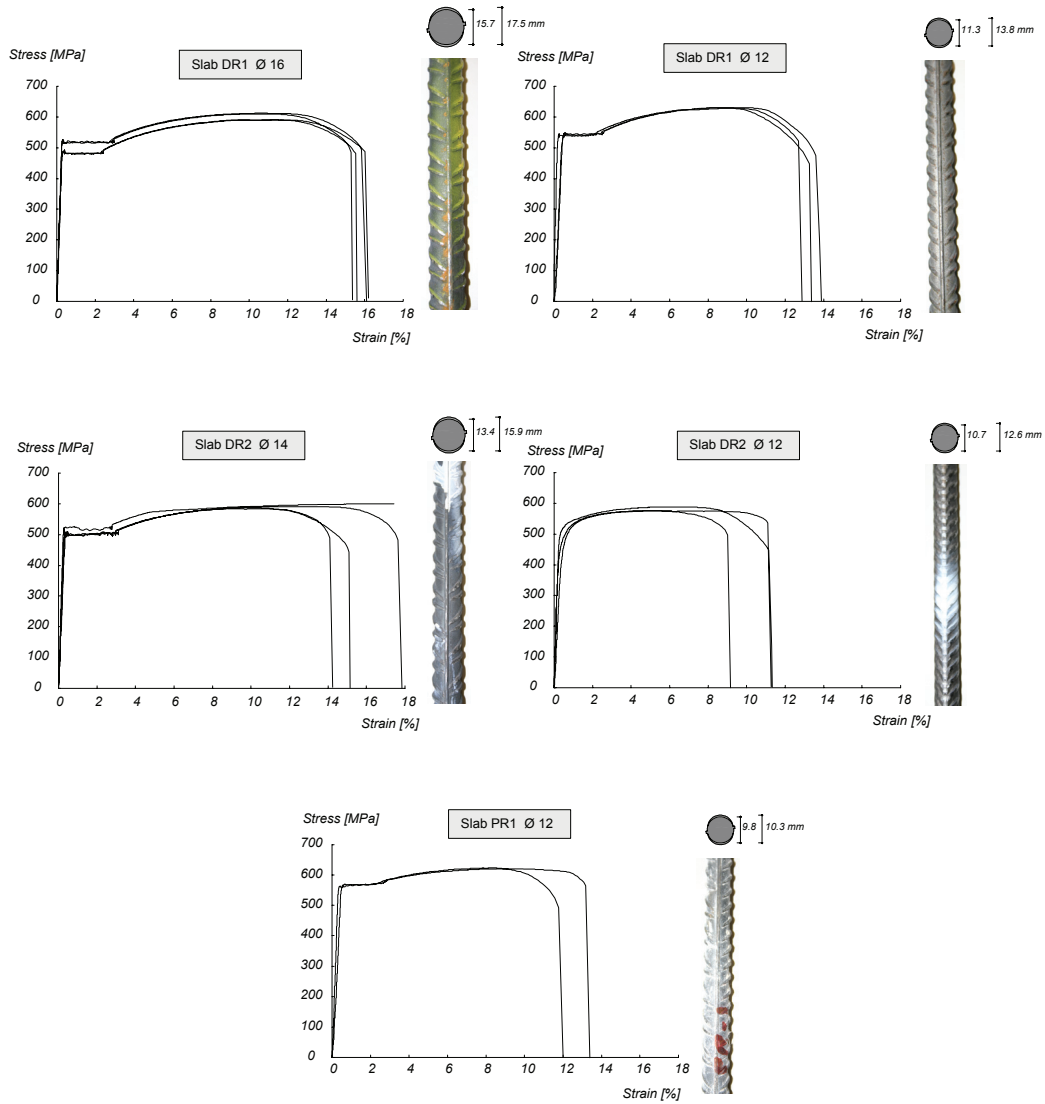 15.7 17.5 mm
Stress [MPa]
Slab DR1 Ø 16
700
600
500
400
300
200
100
0
0 2 4 6 8 10 12 14 16 18
Strain [%]
11.3 13.8 mm
Stress [MPa]
Slab DR1 Ø 12
700
600
500
400
300
200
100
0
0 2 4 6 8 10 12 14 16 18
Strain [%]
13.4 15.9 mm
Stress [MPa]
Slab DR2 Ø 14
700
600
500
400
300
200
100
0
0 2 4 6 8 10 12 14 16 18
Strain [%]
10.7 12.6 mm
Stress [MPa]
Slab DR2 Ø 12
700
600
500
400
300
200
100
0
0 2 4 6 8 10 12 14 16 18
Strain [%]
9.8 10.3 mm
Stress [MPa]
Slab PR1 Ø 12
700
600
500
400
300
200
100
0
0 2 4 6 8 10 12 14 16 18
Strain [%]